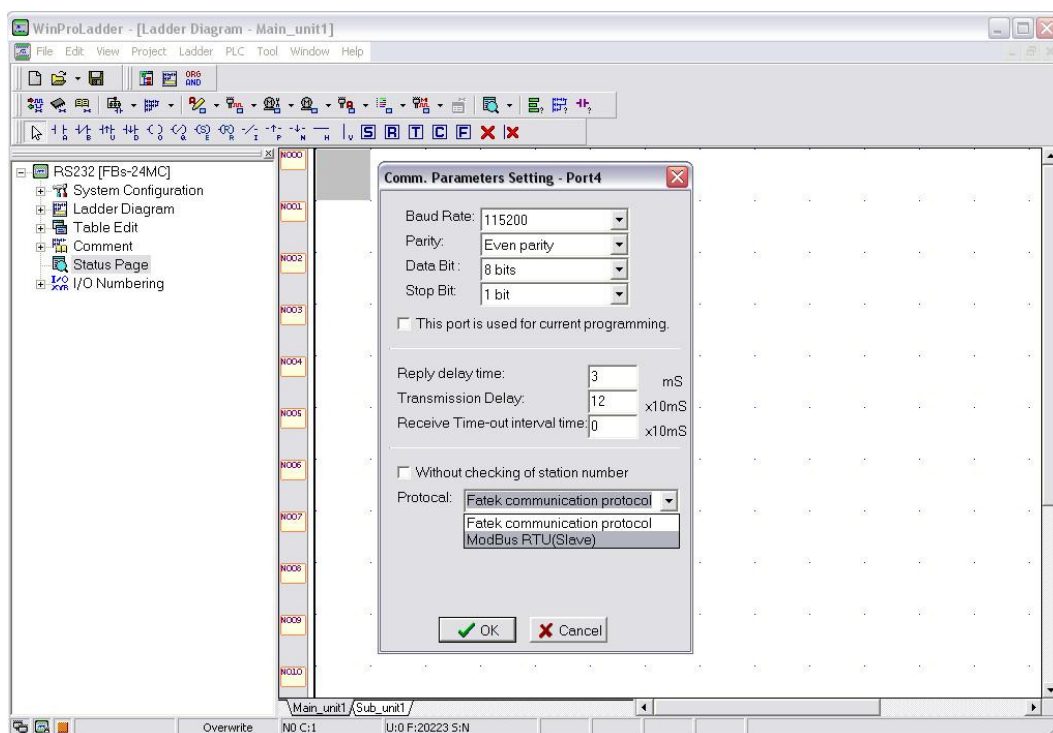 WinProLadder - [Ladder Diagram - Main_unit1]
File Edit View Project Ladder PLC Tool Window Help
ORG
AND
A B U D O Q E R I P N H V S R T C F
RS232 [FBs-24MC]
System Configuration
Ladder Diagram
Table Edit
Comment
Status Page
I/O Numbering
N000
N001
N002
N003
N004
N005
N006
N007
N008
N009
N010
Comm. Parameters Setting - Port4
Baud Rate: 115200
Parity: Even parity
Data Bit : 8 bits
Stop Bit: 1 bit
This port is used for current programming.
Reply delay time: 3 mS
Transmission Delay: 12 x10mS
Receive Time-out interval time: 0 x10mS
Without checking of station number
Protocal: Fatek communication protocol
Fatek communication protocol
ModBus RTU(Slave)
OK Cancel
Main_unit1 Sub_unit1
Overwrite N0 C:1 U:0 F:20223 S:N